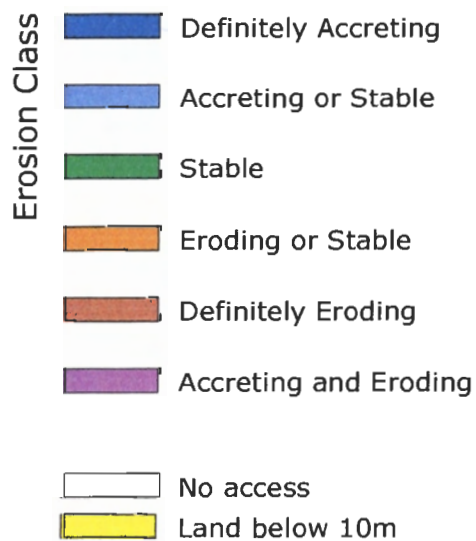 Erosion Class
Definitely Accreting
Accreting or Stable
Stable
Eroding or Stable
Definitely Eroding
Accreting and Eroding
No access
Land below 10m